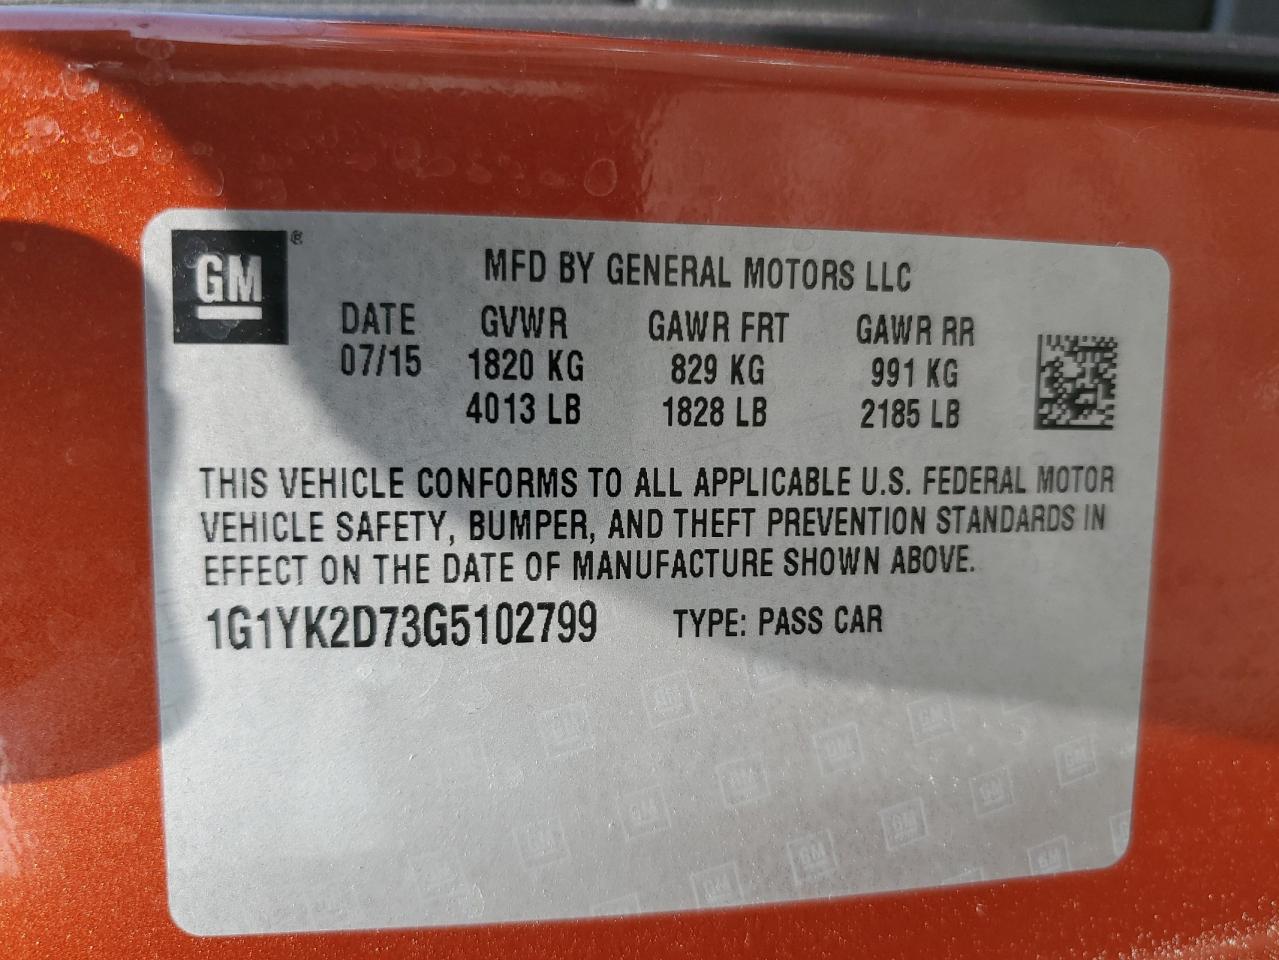 GM®
MFD BY GENERAL MOTORS LLC
DATE GVWR GAWR FRT GAWR RR
07/15 1820 KG 829 KG 991 KG
4013 LB 1828 LB 2185 LB
THIS VEHICLE CONFORMS TO ALL APPLICABLE U.S. FEDERAL MOTOR
VEHICLE SAFETY, BUMPER, AND THEFT PREVENTION STANDARDS IN
EFFECT ON THE DATE OF MANUFACTURE SHOWN ABOVE.
1G1YK2D73G5102799 TYPE: PASS CAR